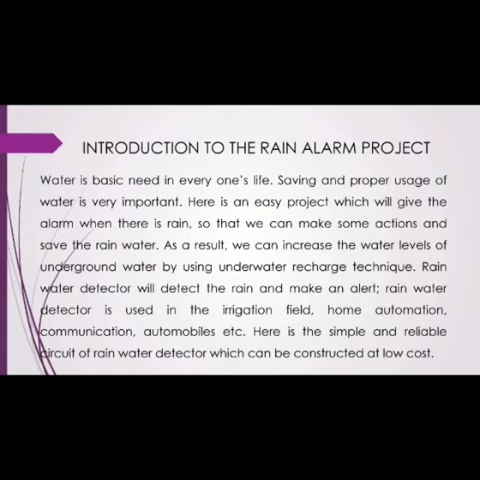 INTRODUCTION TO THE RAIN ALARM PROJECT
Water is basic need in every one's life. Saving and proper usage of
water is very important. Here is an easy project which will give the
alarm when there is rain, so that we can make some actions and
save the rain water. As a result, we can increase the water levels of
underground water by using underwater recharge technique. Rain
water detector will detect the rain and make an alert; rain water
detector is used in the irrigation field, home automation,
communication, automobiles etc. Here is the simple and reliable
circuit of rain water detector which can be constructed at low cost.